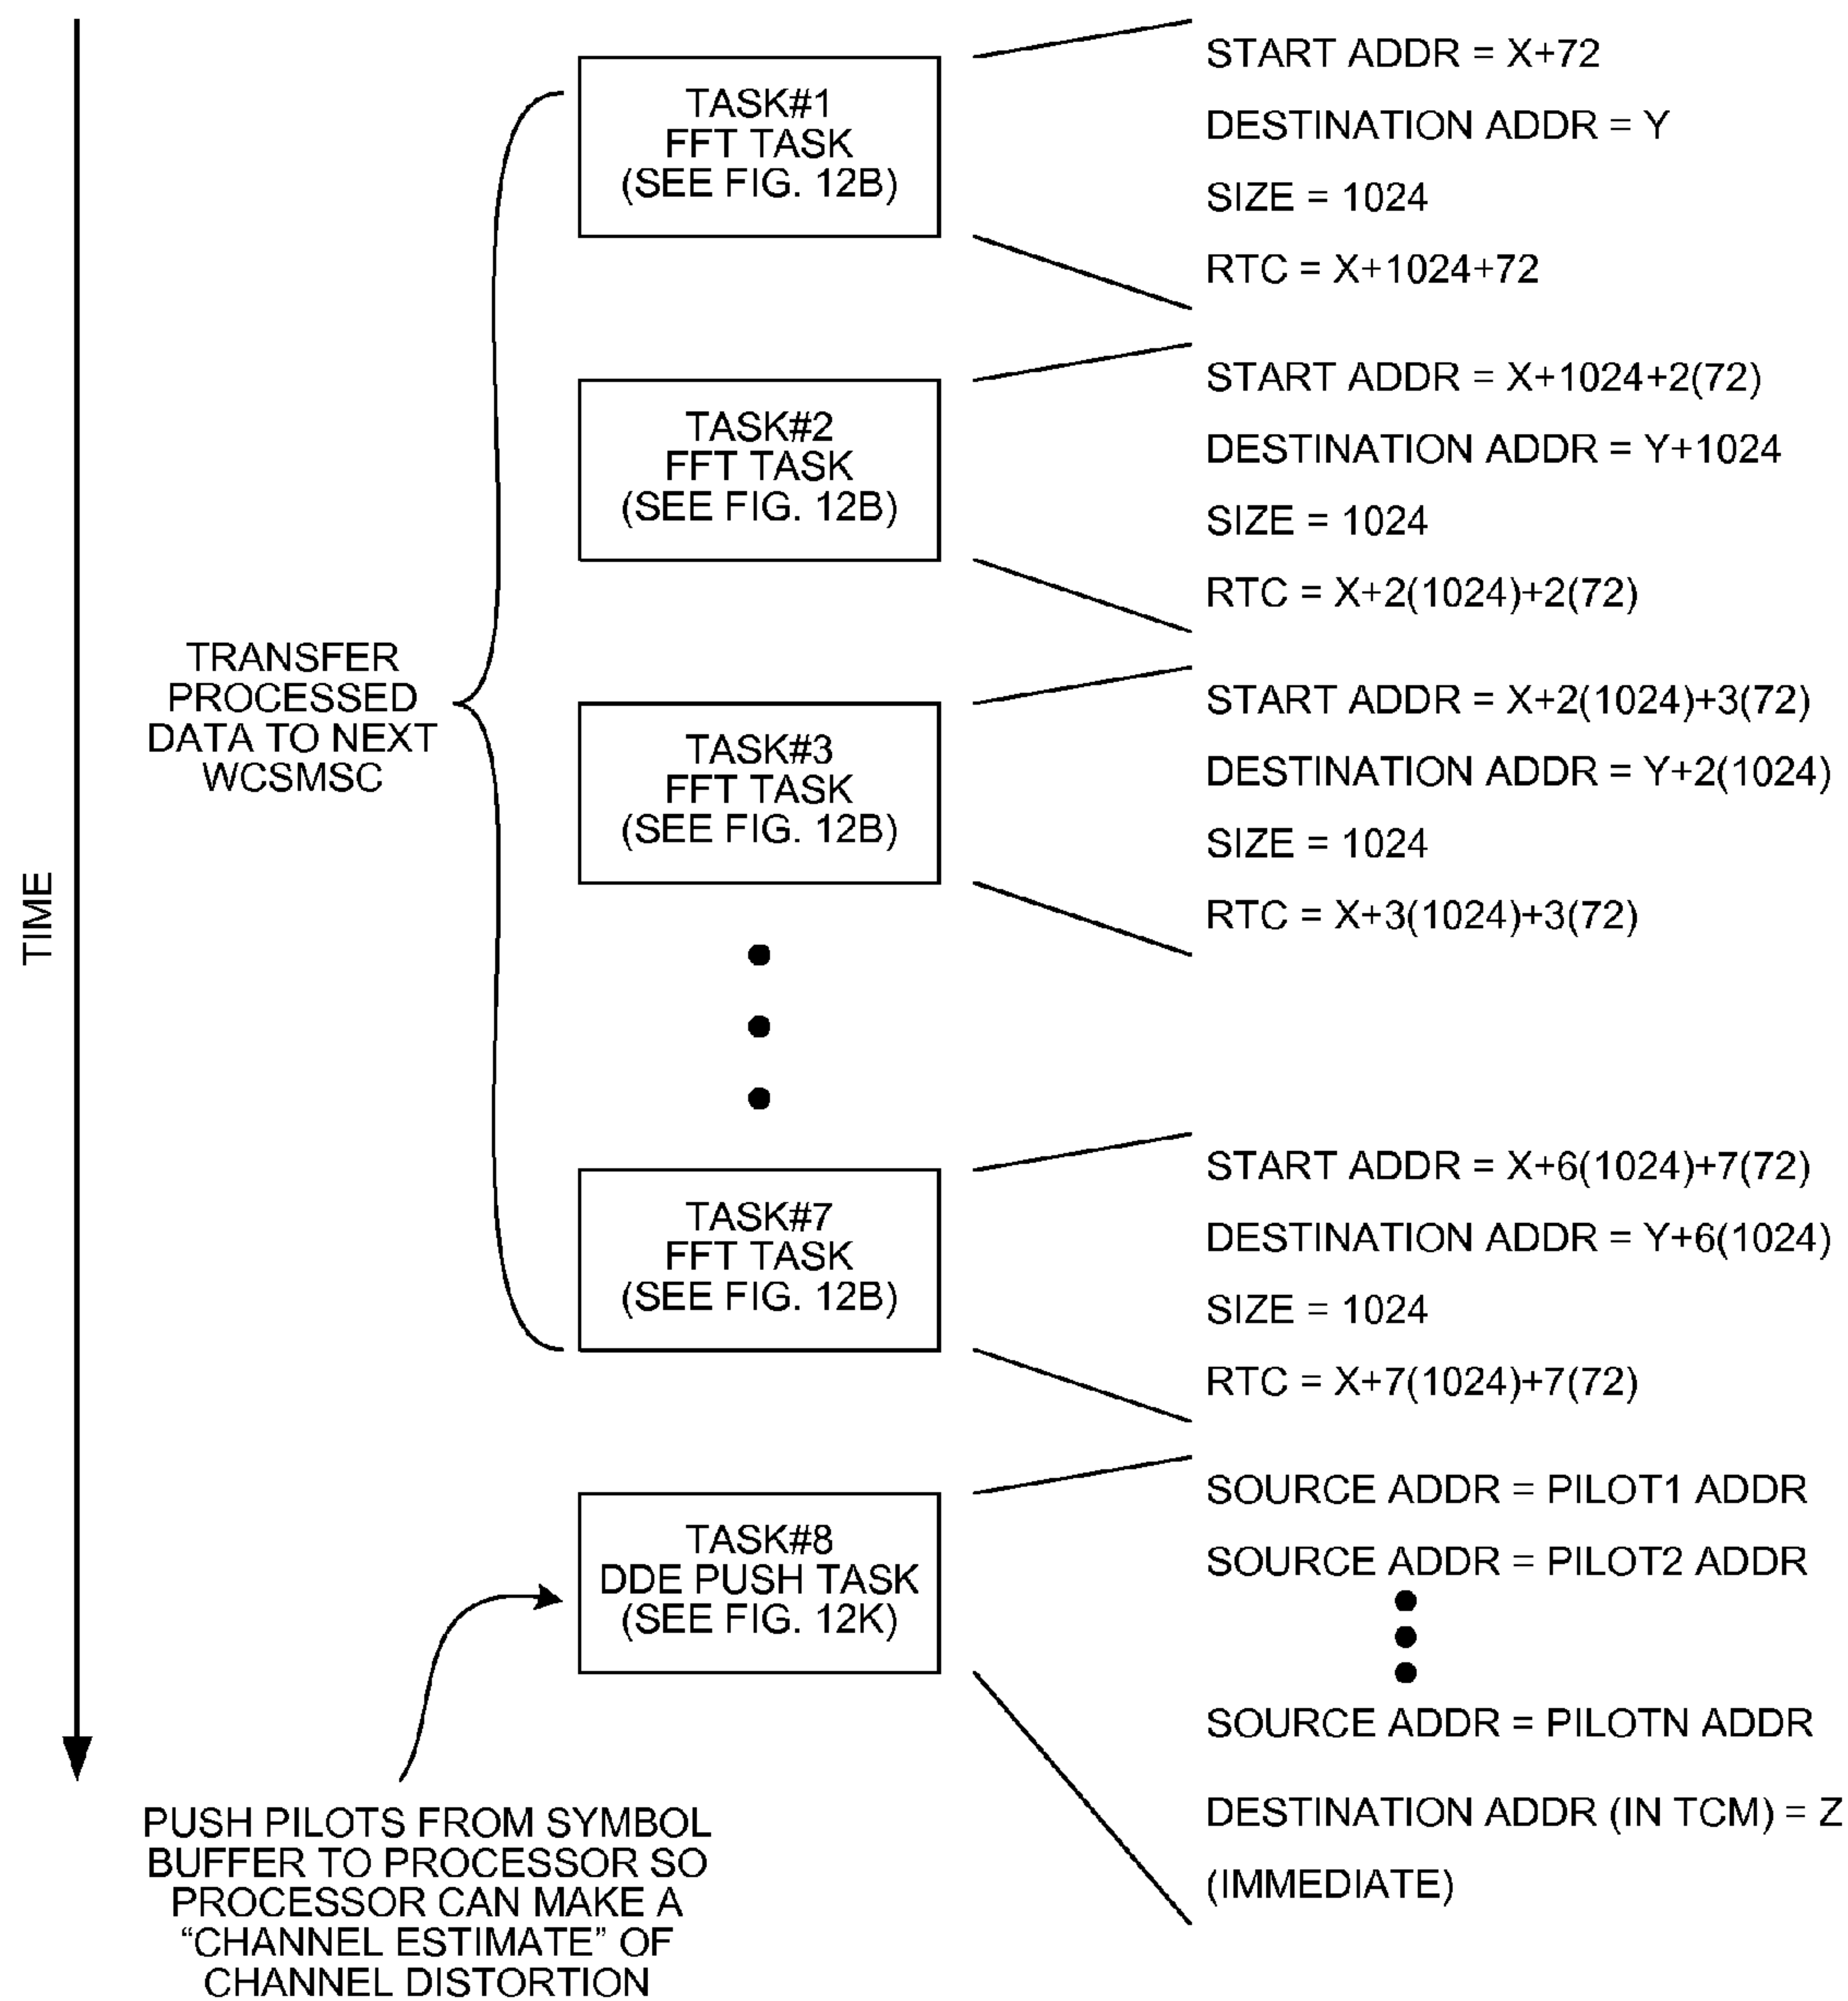 TASK#1
FFT TASK
(SEE FIG. 12B)
START ADDR = X+72
DESTINATION ADDR = Y
SIZE = 1024
RTC = X+1024+72
TASK#2
FFT TASK
(SEE FIG. 12B)
START ADDR = X+1024+2(72)
DESTINATION ADDR = Y+1024
SIZE = 1024
RTC = X+2(1024)+2(72)
TRANSFER
PROCESSED
DATA TO NEXT
WCSMSC
TASK#3
FFT TASK
(SEE FIG. 12B)
START ADDR = X+2(1024)+3(72)
DESTINATION ADDR = Y+2(1024)
SIZE = 1024
RTC = X+3(1024)+3(72)
TIME
TASK#7
FFT TASK
(SEE FIG. 12B)
START ADDR = X+6(1024)+7(72)
DESTINATION ADDR = Y+6(1024)
SIZE = 1024
RTC = X+7(1024)+7(72)
TASK#8
DDE PUSH TASK
(SEE FIG. 12K)
SOURCE ADDR = PILOT1 ADDR
SOURCE ADDR = PILOT2 ADDR
SOURCE ADDR = PILOTN ADDR
DESTINATION ADDR (IN TCM) = Z
(IMMEDIATE)
PUSH PILOTS FROM SYMBOL
BUFFER TO PROCESSOR SO
PROCESSOR CAN MAKE A
“CHANNEL ESTIMATE” OF
CHANNEL DISTORTION